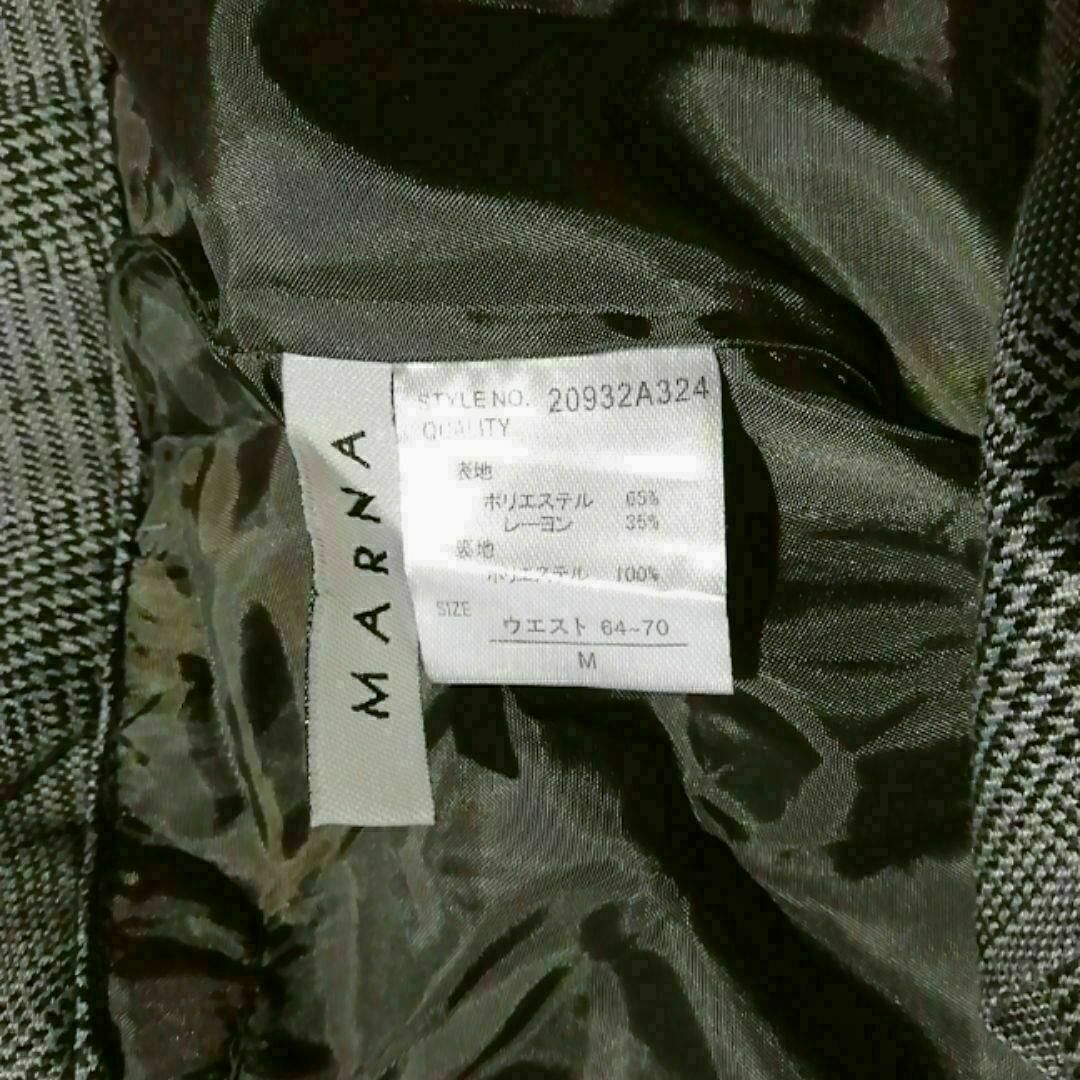 MARNA
STYLE NO. 20932A324
QUALITY
表地
ポリエステル 65%
レーヨン 35%
裏地
ポリエステル 100%
SIZE
ウエスト 64~70
M